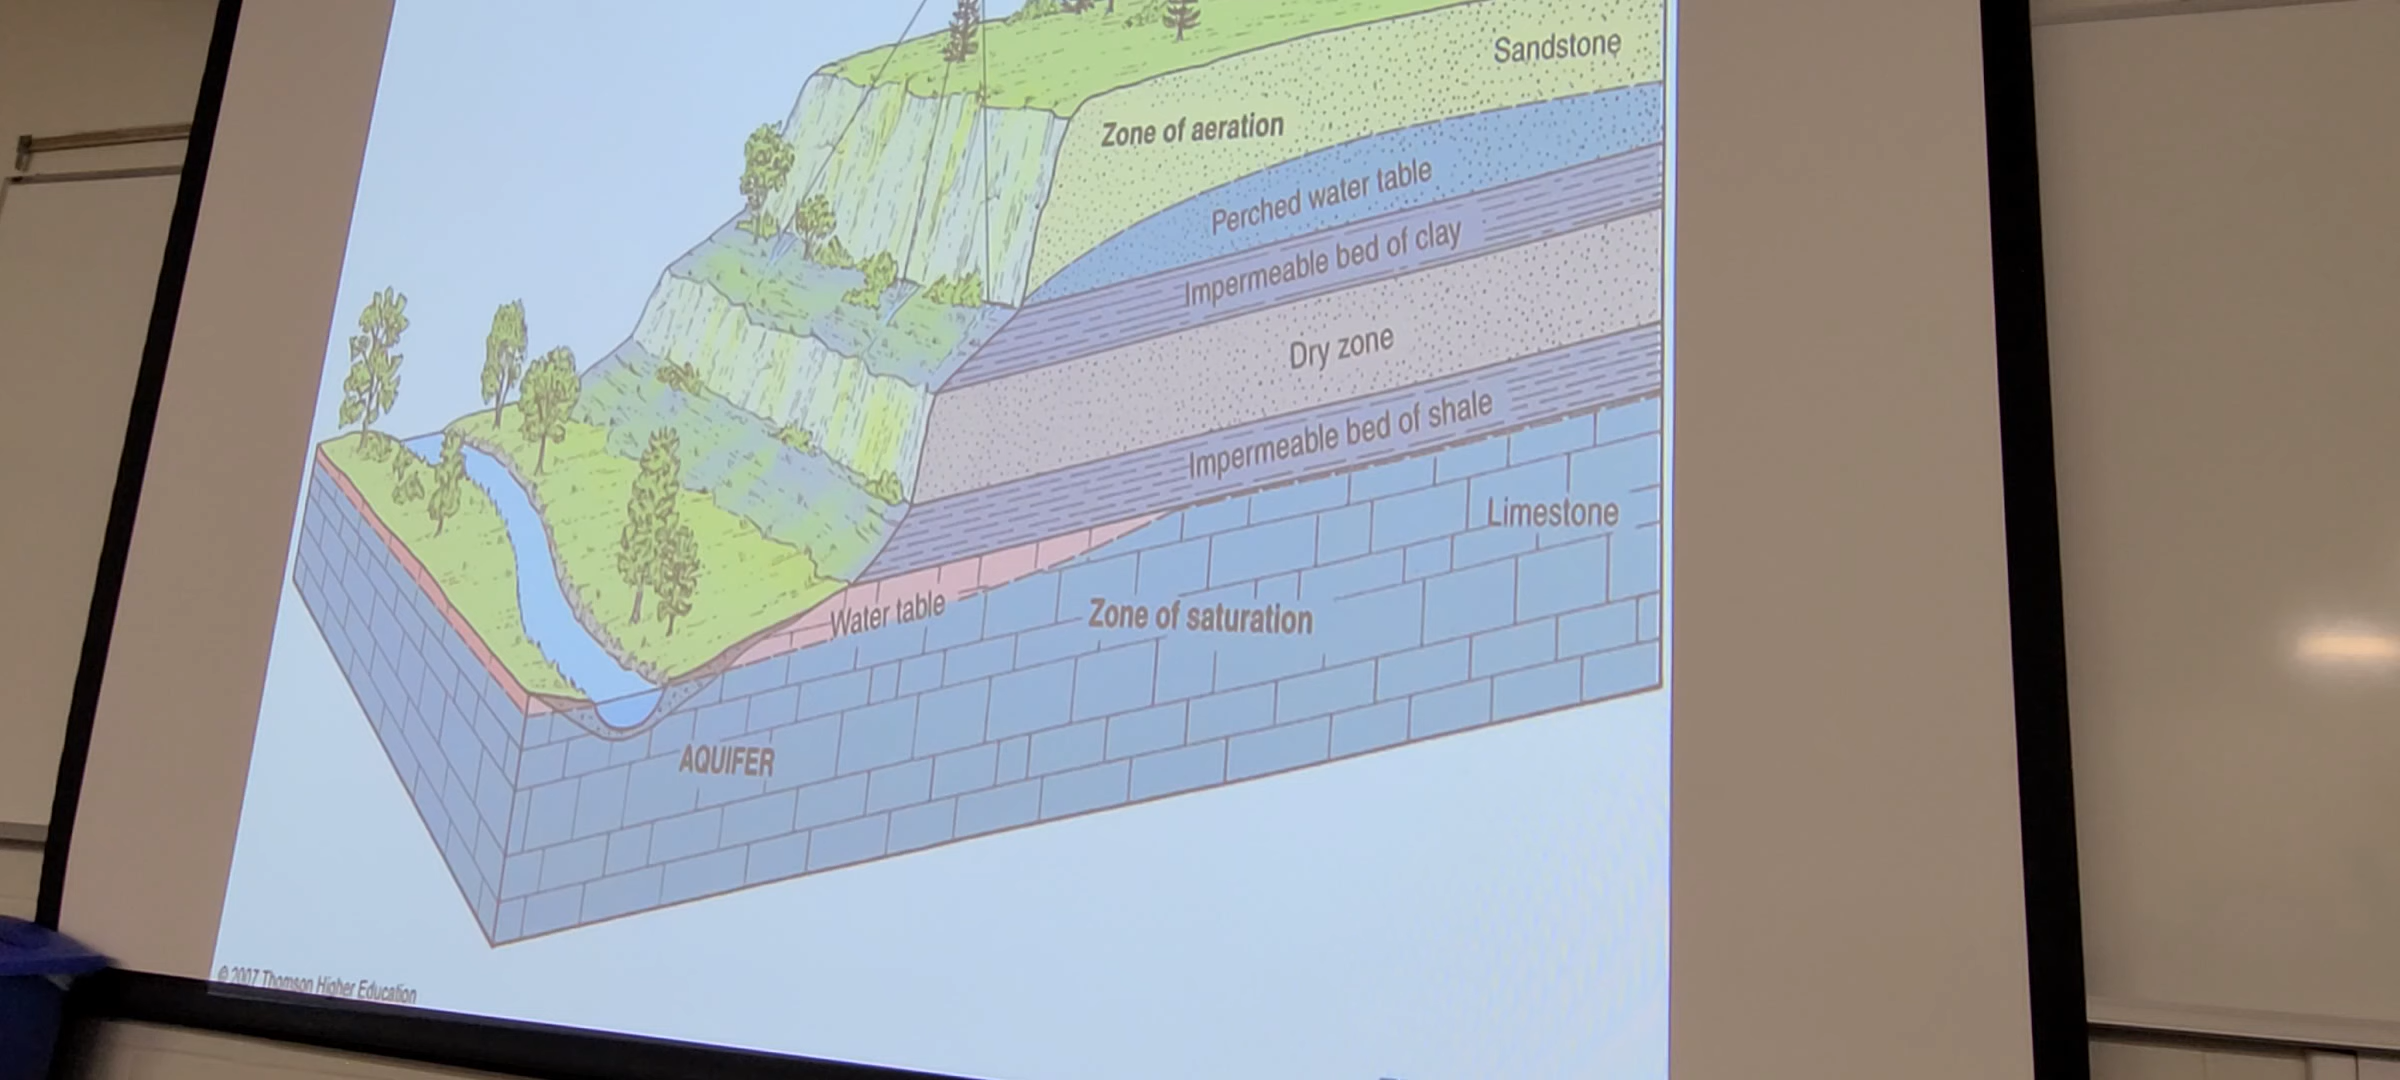 Sandstone
Zone of aeration
Perched water table
Impermeable bed of clay
Dry zone
Impermeable bed of shale
Limestone
Water table
Zone of saturation
AQUIFER
© 2007 Thomson Higher Education